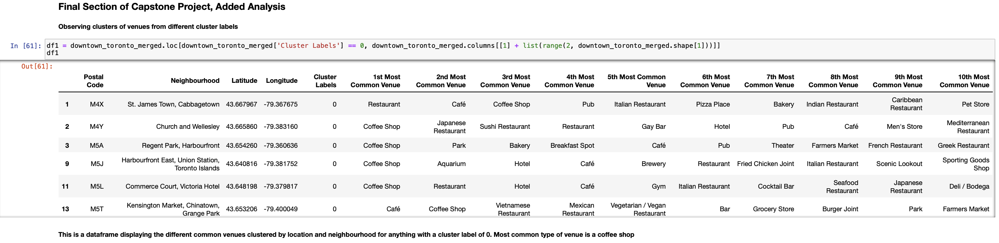 Final Section of Capstone Project, Added Analysis
Observing clusters of venues from different cluster labels
In [61]: df1 = downtown_toronto_merged.loc[downtown_toronto_merged['Cluster Labels'] == 0, downtown_toronto_merged.columns[[1] + list(range(2, downtown_toronto_merged.shape[1]))]]
df1
Out[61]:
Postal Code Neighbourhood Latitude Longitude Cluster Labels 1st Most Common Venue 2nd Most Common Venue 3rd Most Common Venue 4th Most Common Venue 5th Most Common Venue 6th Most Common Venue 7th Most Common Venue 8th Most Common Venue 9th Most Common Venue 10th Most Common Venue
1 M4X St. James Town, Cabbagetown 43.667967 -79.367675 0 Restaurant Café Coffee Shop Pub Italian Restaurant Pizza Place Bakery Indian Restaurant Caribbean Restaurant Pet Store
2 M4Y Church and Wellesley 43.665860 -79.383160 0 Coffee Shop Japanese Restaurant Sushi Restaurant Restaurant Gay Bar Hotel Pub Café Men's Store Mediterranean Restaurant
3 M5A Regent Park, Harbourfront 43.654260 -79.360636 0 Coffee Shop Park Bakery Breakfast Spot Café Pub Theater Farmers Market French Restaurant Greek Restaurant
9 M5J Harbourfront East, Union Station, Toronto Islands 43.640816 -79.381752 0 Coffee Shop Aquarium Hotel Café Brewery Restaurant Fried Chicken Joint Italian Restaurant Scenic Lookout Sporting Goods Shop
11 M5L Commerce Court, Victoria Hotel 43.648198 -79.379817 0 Coffee Shop Restaurant Hotel Café Gym Italian Restaurant Cocktail Bar Seafood Restaurant Japanese Restaurant Deli / Bodega
13 M5T Kensington Market, Chinatown, Grange Park 43.653206 -79.400049 0 Café Coffee Shop Vietnamese Restaurant Mexican Restaurant Vegetarian / Vegan Restaurant Bar Grocery Store Burger Joint Park Farmers Market
This is a dataframe displaying the different common venues clustered by location and neighbourhood for anything with a cluster label of 0. Most common type of venue is a coffee shop